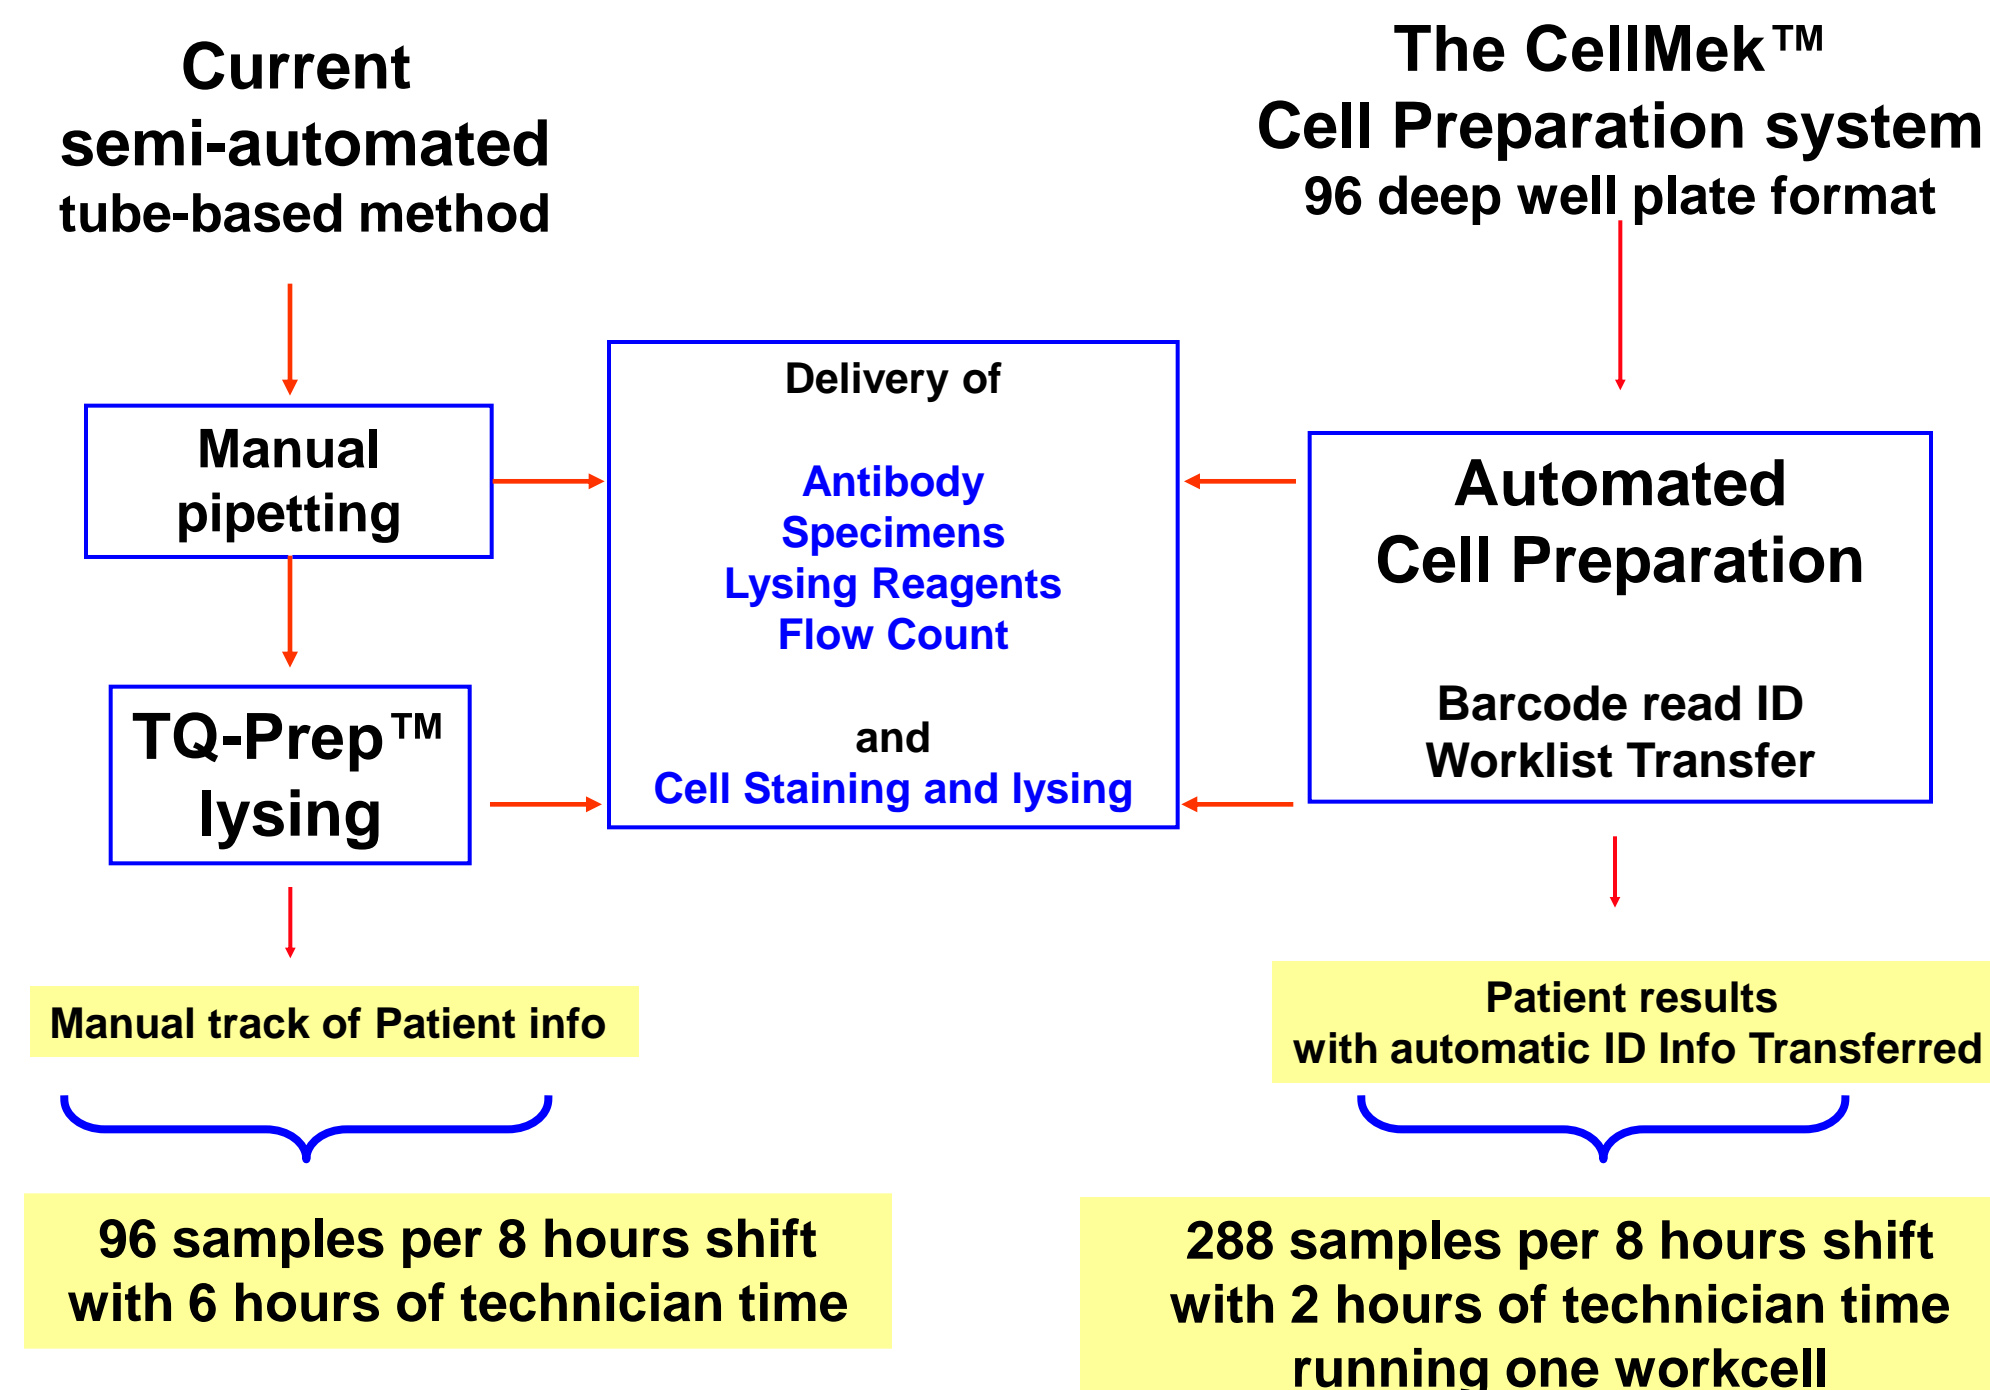 Current
semi-automated
tube-based method
The CellMek™
Cell Preparation system
96 deep well plate format
Manual
pipetting
TQ-Prep™
lysing
Delivery of
Antibody
Specimens
Lysing Reagents
Flow Count
and
Cell Staining and lysing
Automated
Cell Preparation
Barcode read ID
Worklist Transfer
Manual track of Patient info
Patient results
with automatic ID Info Transferred
96 samples per 8 hours shift
with 6 hours of technician time
288 samples per 8 hours shift
with 2 hours of technician time
running one workcell